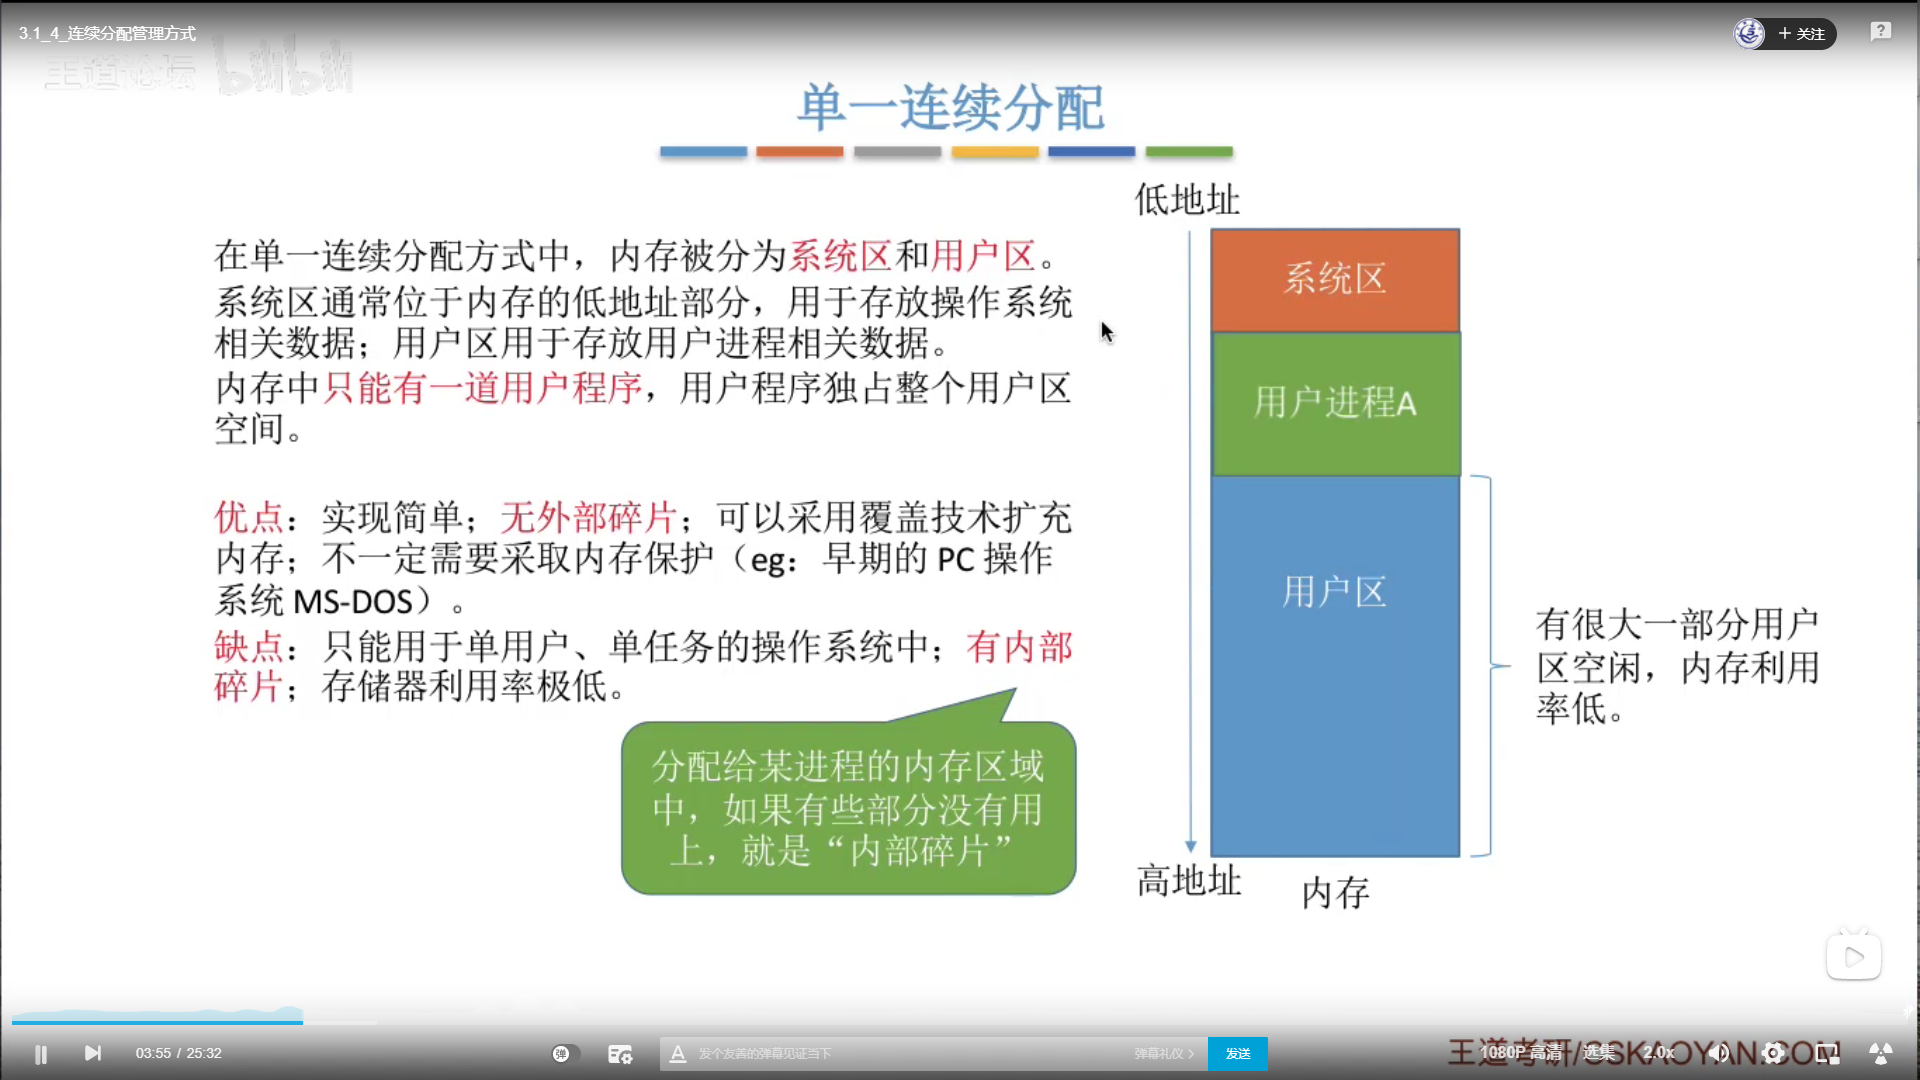 3.1_4_连续分配管理方式
+ 关注
王道论坛 bilibili
单一连续分配
低地址
在单一连续分配方式中，内存被分为系统区和用户区。
系统区通常位于内存的低地址部分，用于存放操作系统
相关数据；用户区用于存放用户进程相关数据。
内存中只能有一道用户程序，用户程序独占整个用户区
空间。
优点：实现简单；无外部碎片；可以采用覆盖技术扩充
内存；不一定需要采取内存保护（eg：早期的 PC 操作
系统 MS-DOS）。
缺点：只能用于单用户、单任务的操作系统中；有内部
碎片；存储器利用率极低。
分配给某进程的内存区域
中，如果有些部分没有用
上，就是“内部碎片”
系统区
用户进程A
用户区
有很大一部分用户
区空闲，内存利用
率低。
高地址
内存
03:55 / 25:32
弹
A 发个友善的弹幕见证当下
弹幕礼仪 >
发送
王道考研/CSKAOYAN.COM
1080P 高清
选集
2.0x